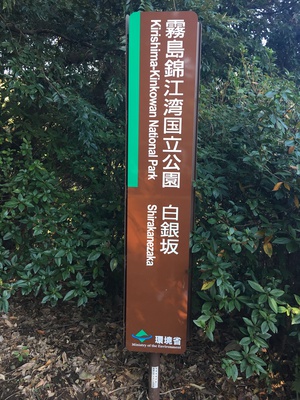 霧島錦江湾国立公園 白銀坂
Kirishima-Kinkowan National Park Shirakanezaka
環境省
Ministry of the Environment